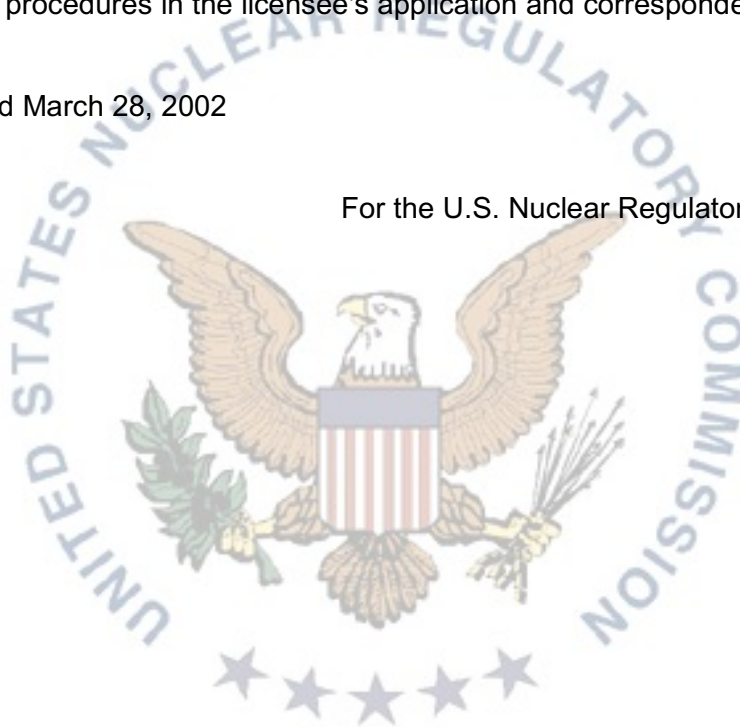 procedures in the licensee's application and corresponde
d March 28, 2002
For the U.S. Nuclear Regulator
UNITED STATES NUCLEAR REGULATORY COMMISSION